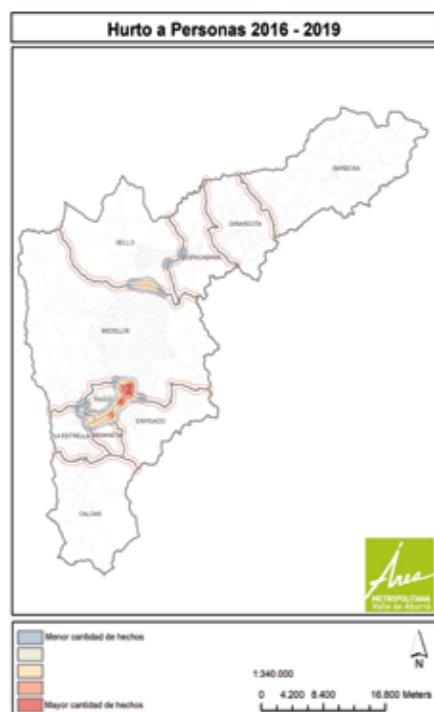 Hurto a Personas 2016 - 2019
BARBOSA
GIRARDOTA
BELLO
COPACABANA
MEDELLÍN
ITAGÜÍ
LA ESTRELLA
SABANETA
ENVIGADO
CALDAS
Área
METROPOLITANA
Valle de Aburrá
Menor cantidad de hechos
Mayor cantidad de hechos
N
1:340.000
0 4.200 8.400 16.800 Meters